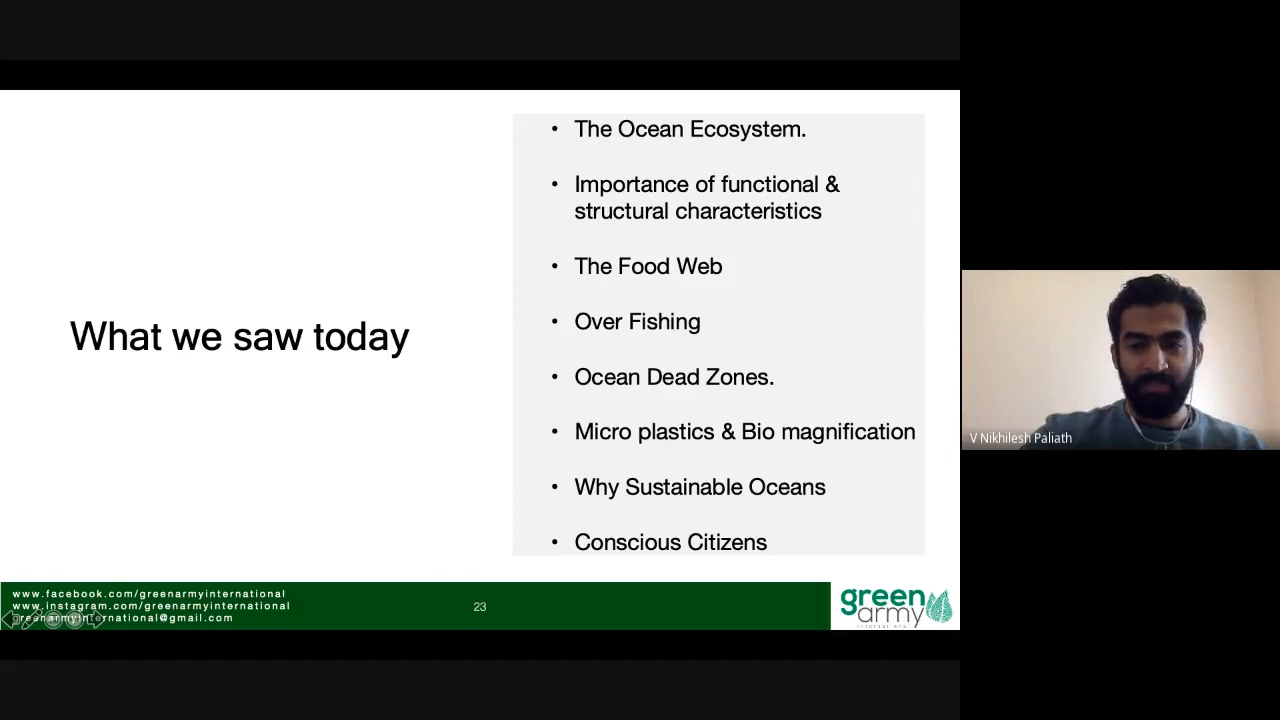 What we saw today
• The Ocean Ecosystem.
• Importance of functional &
structural characteristics
• The Food Web
• Over Fishing
• Ocean Dead Zones.
• Micro plastics & Bio magnification
• Why Sustainable Oceans
• Conscious Citizens
V Nikhilesh Paliath
www.facebook.com/greenarmyinternational
www.instagram.com/greenarmyinternational
greenarmyinternational@gmail.com
23
green
army